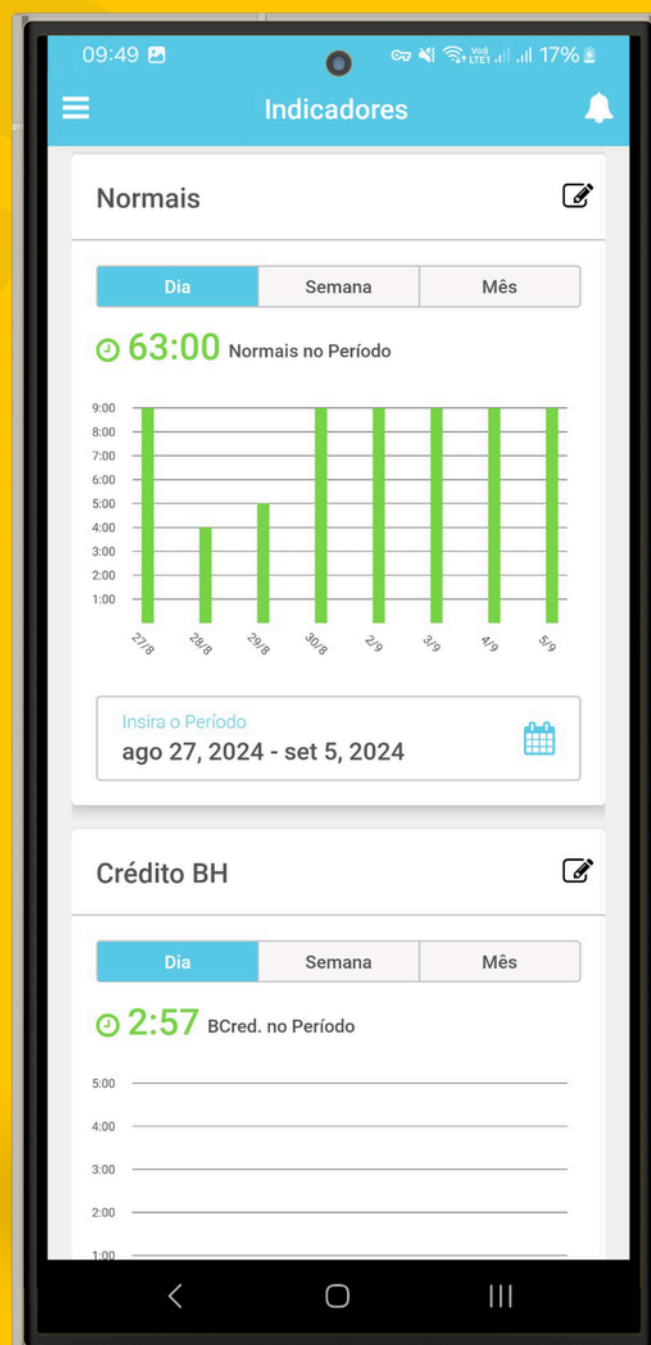 09:49 Vo)) LTE1 17%
Indicadores
Normais
Dia Semana Mês
63:00 Normais no Período
9:00
8:00
7:00
6:00
5:00
4:00
3:00
2:00
1:00
27/8 28/8 29/8 30/8 2/9 3/9 4/9 5/9
Insira o Período
ago 27, 2024 - set 5, 2024
Crédito BH
Dia Semana Mês
2:57 BCred. no Período
5:00
4:00
3:00
2:00
1:00